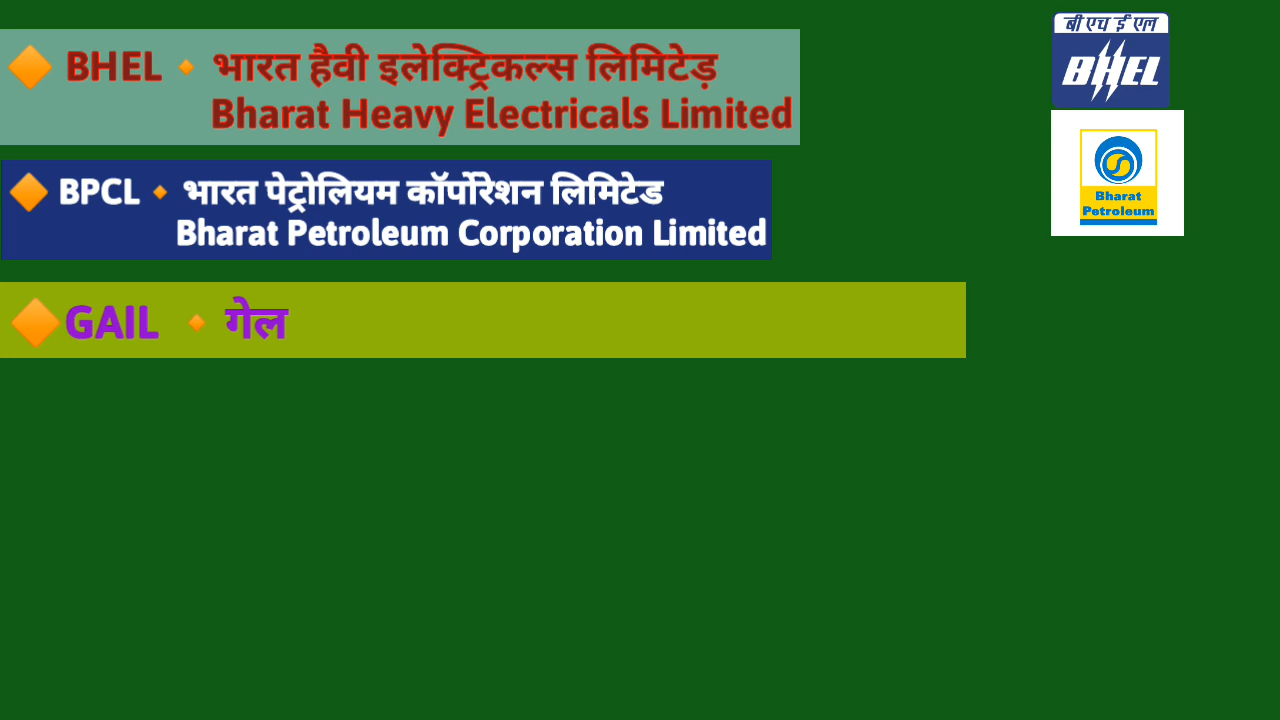 🔶 BHEL🔸भारत हैवी इलेक्ट्रिकल्स लिमिटेड़
Bharat Heavy Electricals Limited
🔶 BPCL🔸भारत पेट्रोलियम कॉर्पोरेशन लिमिटेड
Bharat Petroleum Corporation Limited
🔶GAIL 🔸गेल
बी एच ई एल
BHEL
Bharat
Petroleum